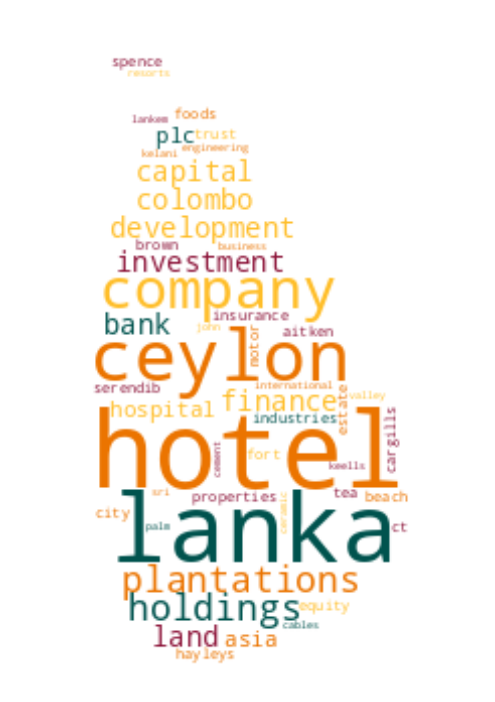 spence
resorts
foods
lankem
plc trust
engineering
kelani
capital
colombo
development
brown business
investment
company
insurance
bank
john aitken
motor
ceylon
international
serendib
valley
estate
finance
hospital
industries
cargills
hotel
fort
cement
keells
sri
tea
properties beach
ceramic
city
palm ct
lanka
plantations
holdings equity
cables
land asia
hayleys